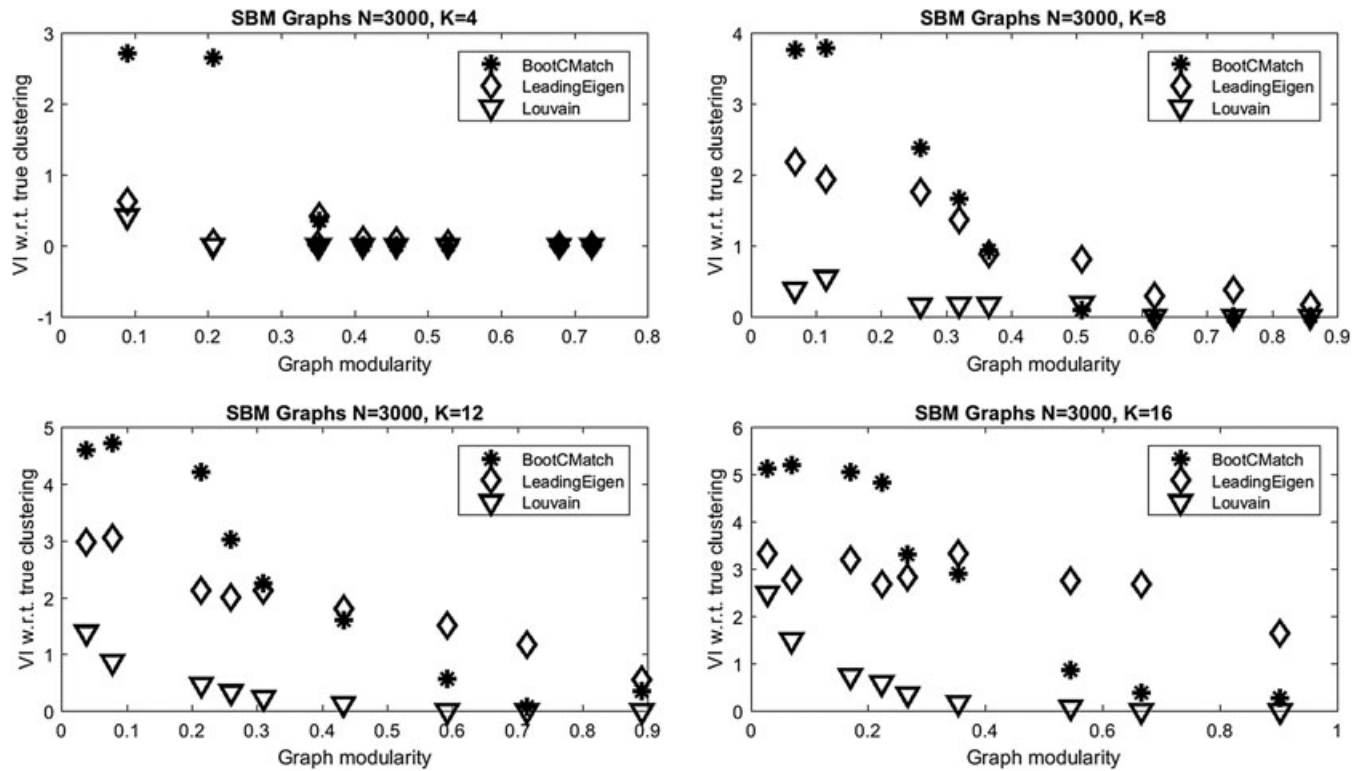 SBM Graphs N=3000, K=4
3
2
1
0
-1
VI w.r.t. true clustering
BootCMatch
LeadingEigen
Louvain
0 0.1 0.2 0.3 0.4 0.5 0.6 0.7 0.8
Graph modularity
SBM Graphs N=3000, K=8
4
3
2
1
0
VI w.r.t. true clustering
BootCMatch
LeadingEigen
Louvain
0 0.1 0.2 0.3 0.4 0.5 0.6 0.7 0.8 0.9
Graph modularity
SBM Graphs N=3000, K=12
5
4
3
2
1
0
VI w.r.t. true clustering
BootCMatch
LeadingEigen
Louvain
0 0.1 0.2 0.3 0.4 0.5 0.6 0.7 0.8 0.9
Graph modularity
SBM Graphs N=3000, K=16
6
5
4
3
2
1
0
VI w.r.t. true clustering
BootCMatch
LeadingEigen
Louvain
0 0.2 0.4 0.6 0.8 1
Graph modularity